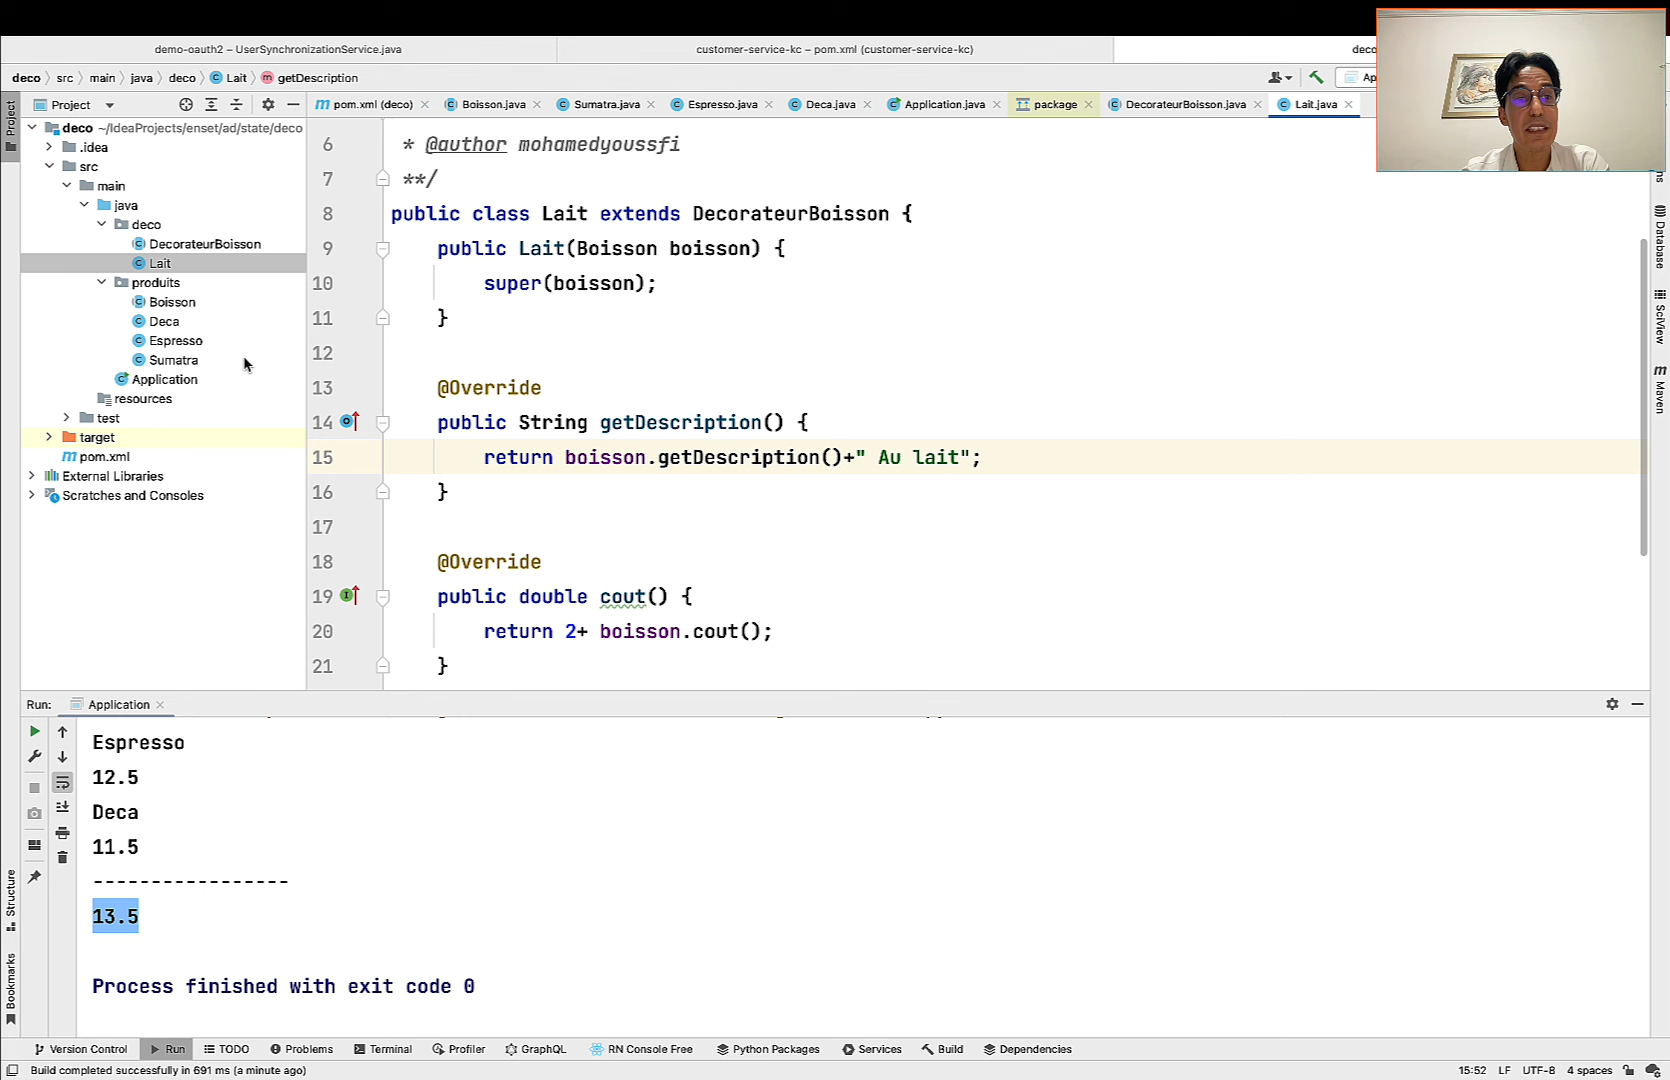 demo-oauth2 – UserSynchronizationService.java
customer-service-kc – pom.xml (customer-service-kc)
deco
deco > src > main > java > deco > Lait > getDescription
Ap
Project
pom.xml (deco)
Boisson.java
Sumatra.java
Espresso.java
Deca.java
Application.java
package
DecorateurBoisson.java
Lait.java
Project
deco ~/IdeaProjects/enset/ad/state/deco
.idea
src
main
java
deco
DecorateurBoisson
Lait
produits
Boisson
Deca
Espresso
Sumatra
Application
resources
test
target
pom.xml
External Libraries
Scratches and Consoles
6 * @author mohamedyoussfi
7 **/
8 public class Lait extends DecorateurBoisson {
9 public Lait(Boisson boisson) {
10 super(boisson);
11 }
12
13 @Override
14 public String getDescription() {
15 return boisson.getDescription()+" Au lait";
16 }
17
18 @Override
19 public double cout() {
20 return 2+ boisson.cout();
21 }
Database
SciView
Maven
Run: Application
Espresso
12.5
Deca
11.5
-----------------
13.5
Process finished with exit code 0
Structure
Bookmarks
Version Control
Run
TODO
Problems
Terminal
Profiler
GraphQL
RN Console Free
Python Packages
Services
Build
Dependencies
Build completed successfully in 691 ms (a minute ago)
15:52 LF UTF-8 4 spaces